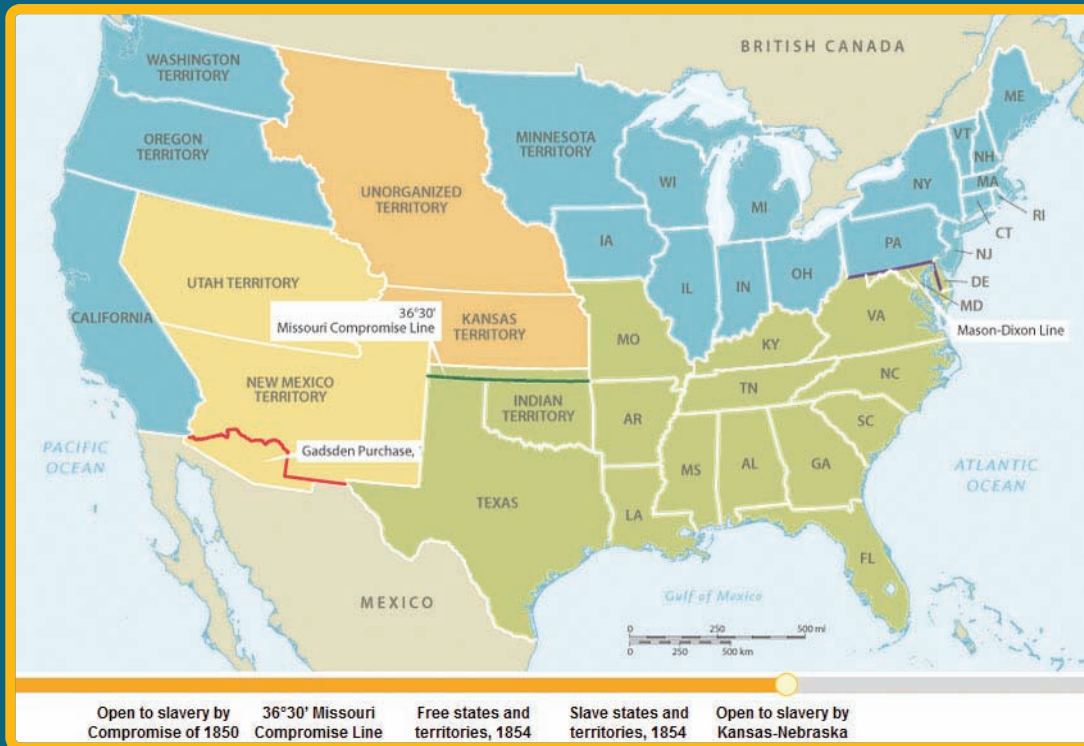 BRITISH CANADA
WASHINGTON
TERRITORY
OREGON
TERRITORY
UNORGANIZED
TERRITORY
MINNESOTA
TERRITORY
ME
VT
NH
MA
RI
CT
NY
WI
MI
IA
PA
NJ
DE
MD
Mason-Dixon Line
IL
IN
OH
UTAH TERRITORY
CALIFORNIA
36°30'
Missouri Compromise Line
KANSAS
TERRITORY
MO
KY
VA
NEW MEXICO
TERRITORY
INDIAN
TERRITORY
TN
NC
AR
SC
PACIFIC
OCEAN
Gadsden Purchase,
MS
AL
GA
ATLANTIC
OCEAN
TEXAS
LA
FL
MEXICO
Gulf of Mexico
0 250 500 mi
0 250 500 km
Open to slavery by
Compromise of 1850
36°30' Missouri
Compromise Line
Free states and
territories, 1854
Slave states and
territories, 1854
Open to slavery by
Kansas-Nebraska